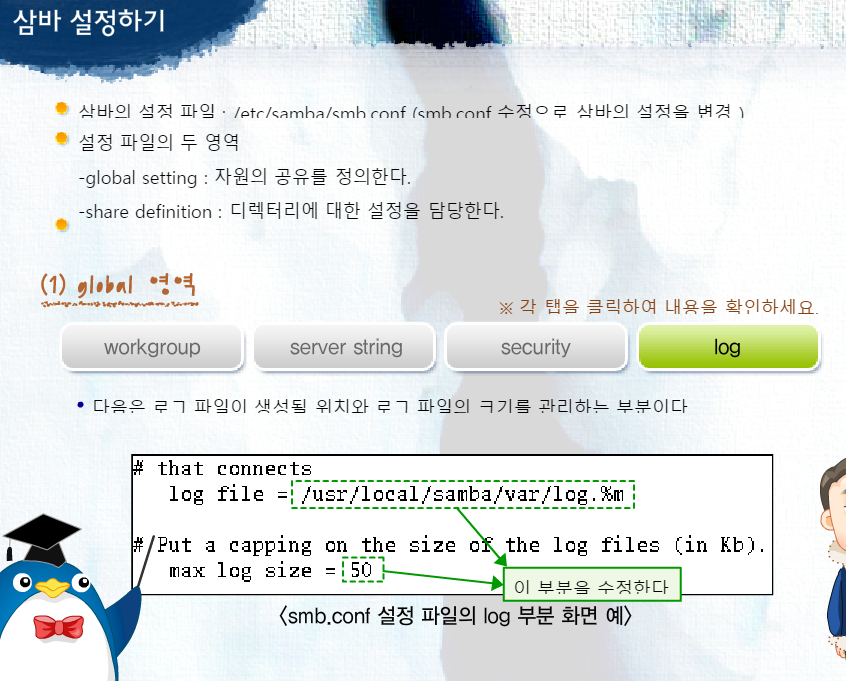 삼바 설정하기
삼바의 설정 파일 : /etc/samba/smb.conf (smb.conf 수정으로 삼바의 설정을 변경 )
설정 파일의 두 영역
-global setting : 자원의 공유를 정의한다.
-share definition : 디렉터리에 대한 설정을 담당한다.
(1) global 영역
※ 각 탭을 클릭하여 내용을 확인하세요.
workgroup
server string
security
log
• 다음은 로그 파일이 생성될 위치와 로그 파일의 크기를 관리하는 부분이다
# that connects
log file = /usr/local/samba/var/log.%m
# Put a capping on the size of the log files (in Kb).
max log size = 50
이 부분을 수정한다
〈smb.conf 설정 파일의 log 부분 화면 예〉